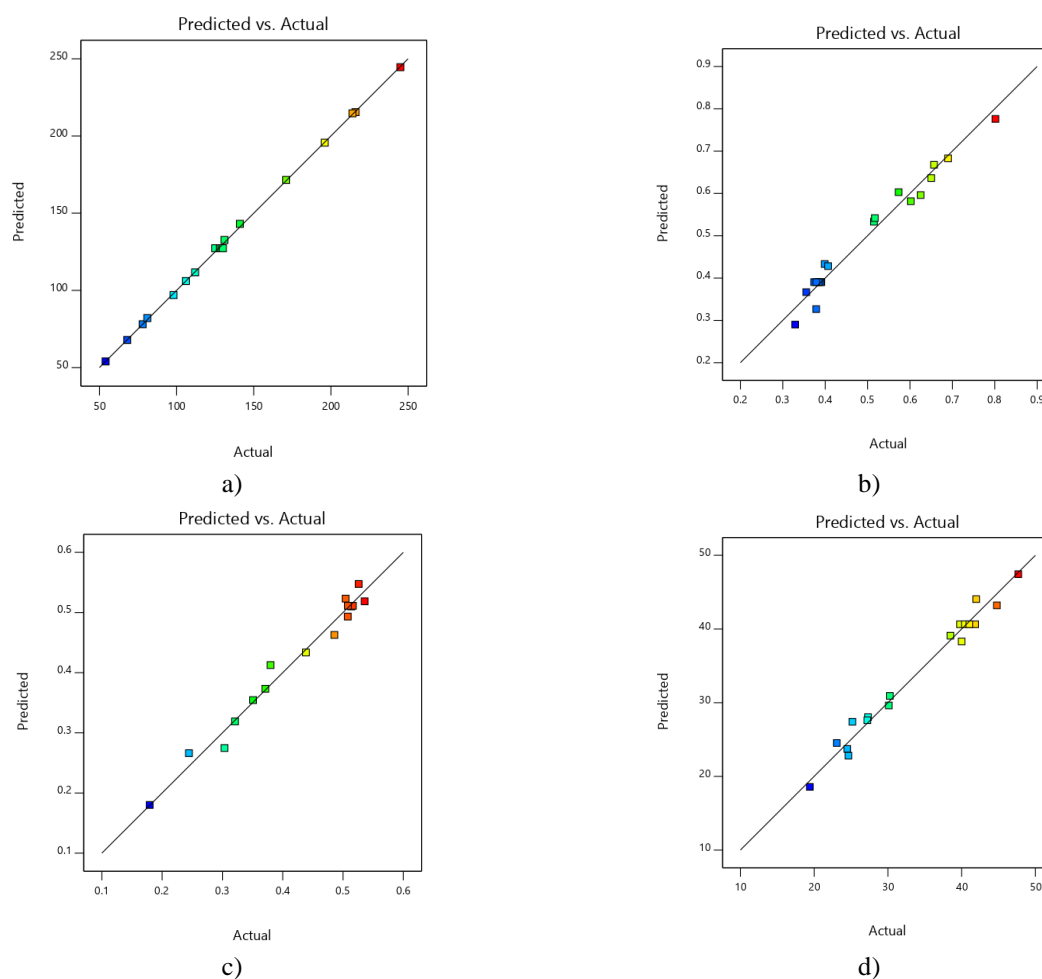 Predicted vs. Actual
250
200
150
100
50
Predicted
50 100 150 200 250
Actual
a)
Predicted vs. Actual
0.9
0.8
0.7
0.6
0.5
0.4
0.3
0.2
Predicted
0.2 0.3 0.4 0.5 0.6 0.7 0.8 0.9
Actual
b)
Predicted vs. Actual
0.6
0.5
0.4
0.3
0.2
0.1
Predicted
0.1 0.2 0.3 0.4 0.5 0.6
Actual
c)
Predicted vs. Actual
50
40
30
20
10
Predicted
10 20 30 40 50
Actual
d)